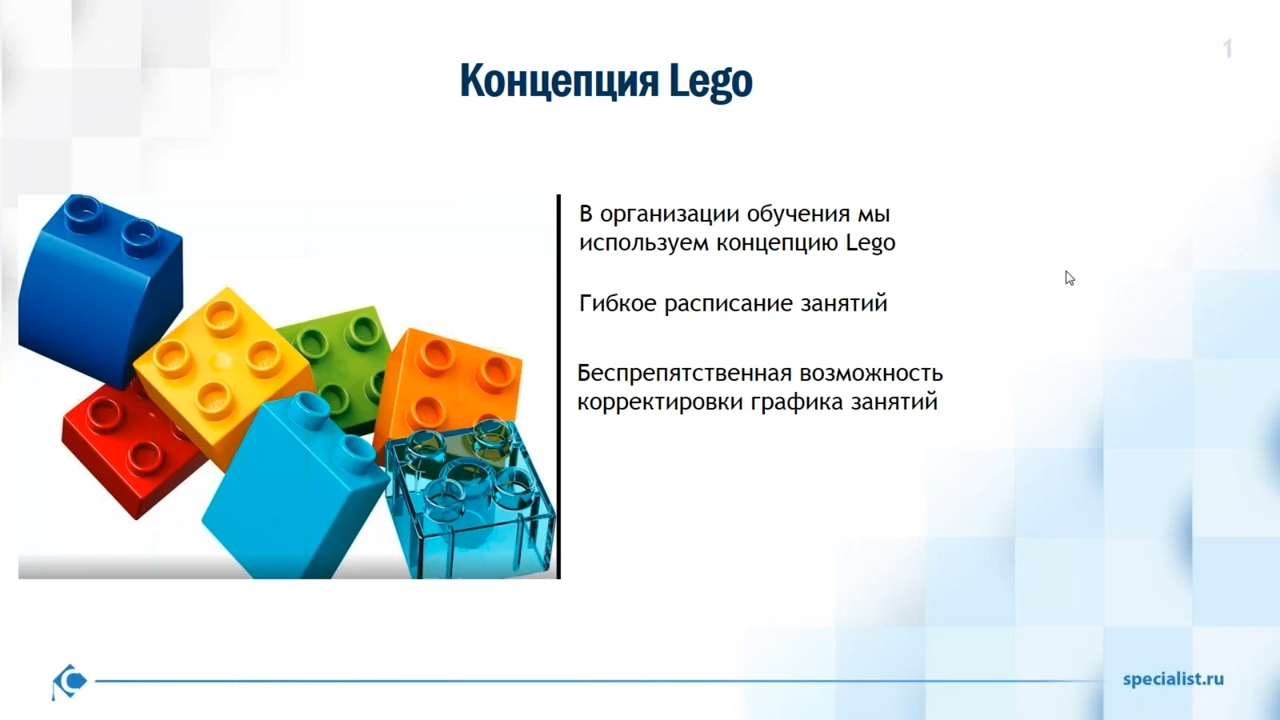 1
Концепция Lego
В организации обучения мы
используем концепцию Lego
Гибкое расписание занятий
Беспрепятственная возможность
корректировки графика занятий
specialist.ru